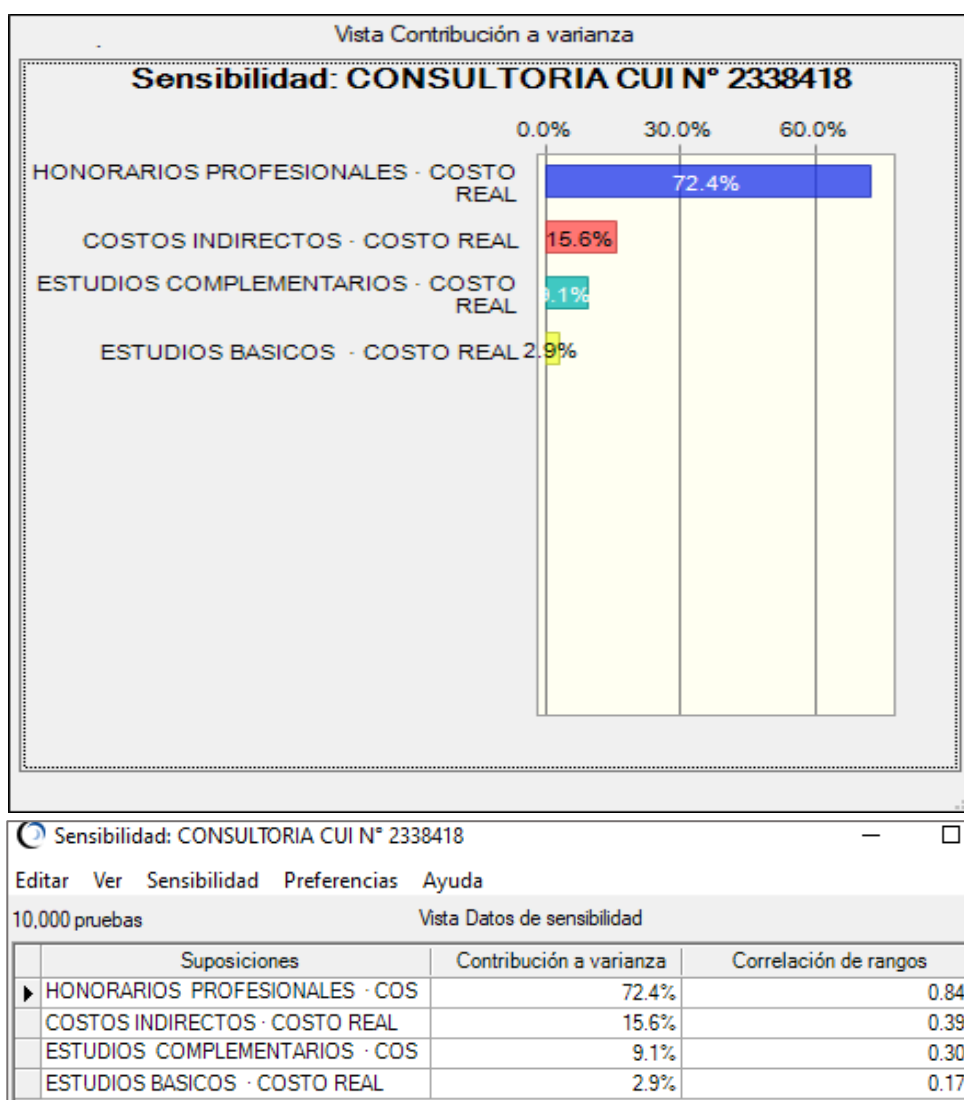 Vista Contribución a varianza
Sensibilidad: CONSULTORIA CUI N° 2338418
0.0% 30.0% 60.0%
HONORARIOS PROFESIONALES · COSTO
REAL
72.4%
COSTOS INDIRECTOS · COSTO REAL
15.6%
ESTUDIOS COMPLEMENTARIOS · COSTO
REAL
9.1%
ESTUDIOS BASICOS · COSTO REAL
2.9%
Sensibilidad: CONSULTORIA CUI N° 2338418
Editar Ver Sensibilidad Preferencias Ayuda
10,000 pruebas Vista Datos de sensibilidad
Suposiciones Contribución a varianza Correlación de rangos
HONORARIOS PROFESIONALES · COS 72.4% 0.84
COSTOS INDIRECTOS · COSTO REAL 15.6% 0.39
ESTUDIOS COMPLEMENTARIOS · COS 9.1% 0.30
ESTUDIOS BASICOS · COSTO REAL 2.9% 0.17